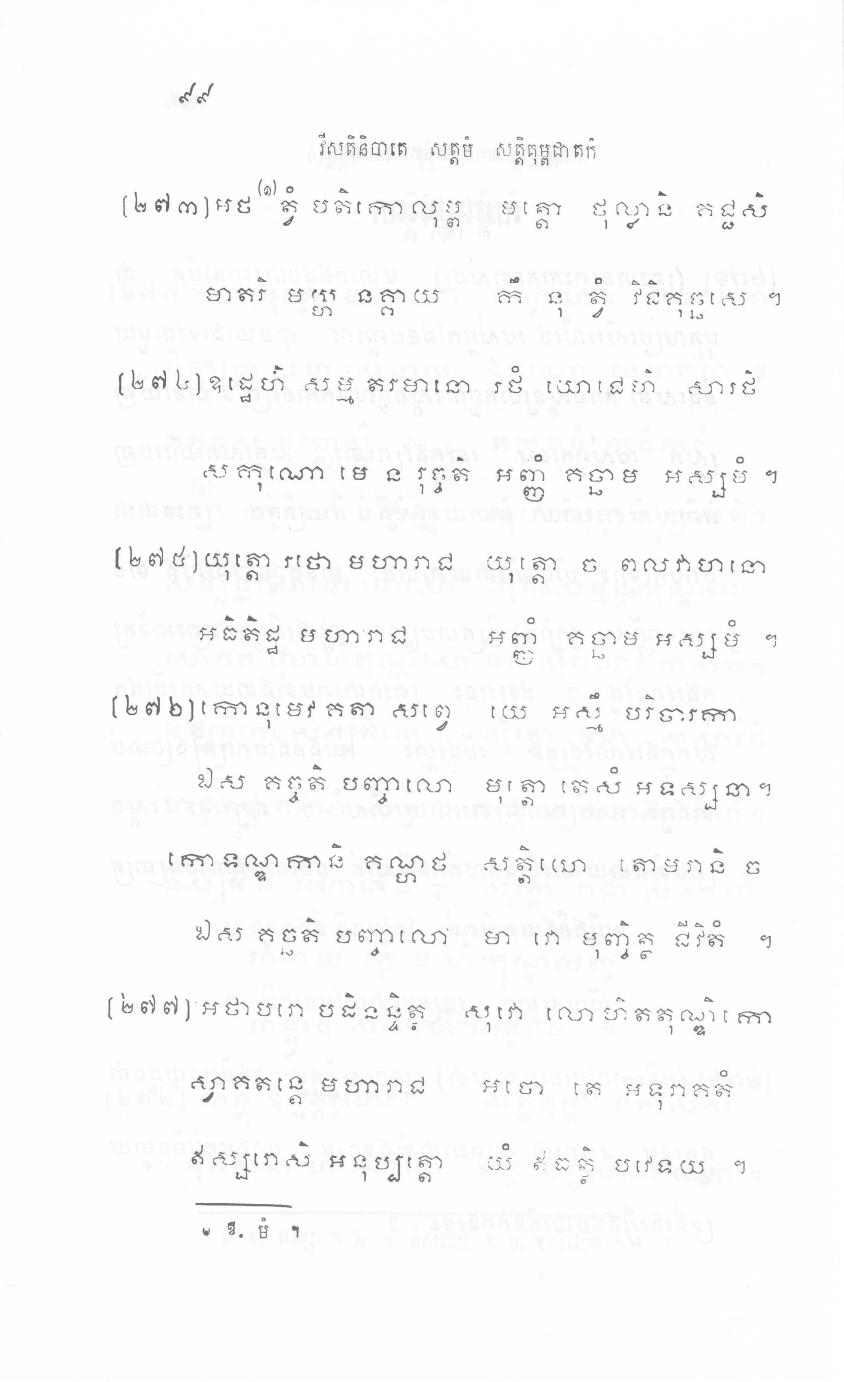 ៩៩
វីសតិនិបាតេ សត្តមំ សត្តិគុម្ពជាតកំ
[២៧៣] អថ (១) ត្វំ បតិកោលុម្ព មត្តោ ថុល្លានិ គជ្ជសិ
មាតរិ មយ្ហ នគ្គាយ កឹ នុ ត្វំ វិជិគុច្ឆសេ ។
[២៧៤] ឧដ្ឋេហិ សម្ម តរមានោ រថំ យោជេហិ សារថិ
សកុណោ មេ ន រុច្ចតិ អញ្ញំ គច្ឆាម អស្សមំ ។
[២៧៥] យុត្តោ រថោ មហារាជ យុត្តោ ច ពលវាហនោ
អធិតិដ្ឋ មហារាជ អញ្ញំ គច្ឆាម អស្សមំ ។
[២៧៦] កោនុមេវ គតា សព្វេ យេ អស្មឹ បរិចារកា
ឯស គច្ឆតិ បញ្ចាលោ មុត្តោ តេសំ អទស្សនា ។
កោទណ្ឌកានិ គណ្ហថ សត្តិយោ តោមរានិ ច
ឯស គច្ឆតិ បញ្ចាលោ មា វោ មុញ្ចិត្ថ ជីវិតំ ។
[២៧៧] អថាបរោ បដិនន្ទិត្ថ សុវោ លោហិតតុណ្ឌិកោ
ស្វាគតន្តេ មហារាជ អថោ តេ អទុរាគតំ
ឥស្សរោសិ អនុប្បត្តោ យំ ឥធត្ថិ បវេទយ ។
១ ឱ. មំ ។